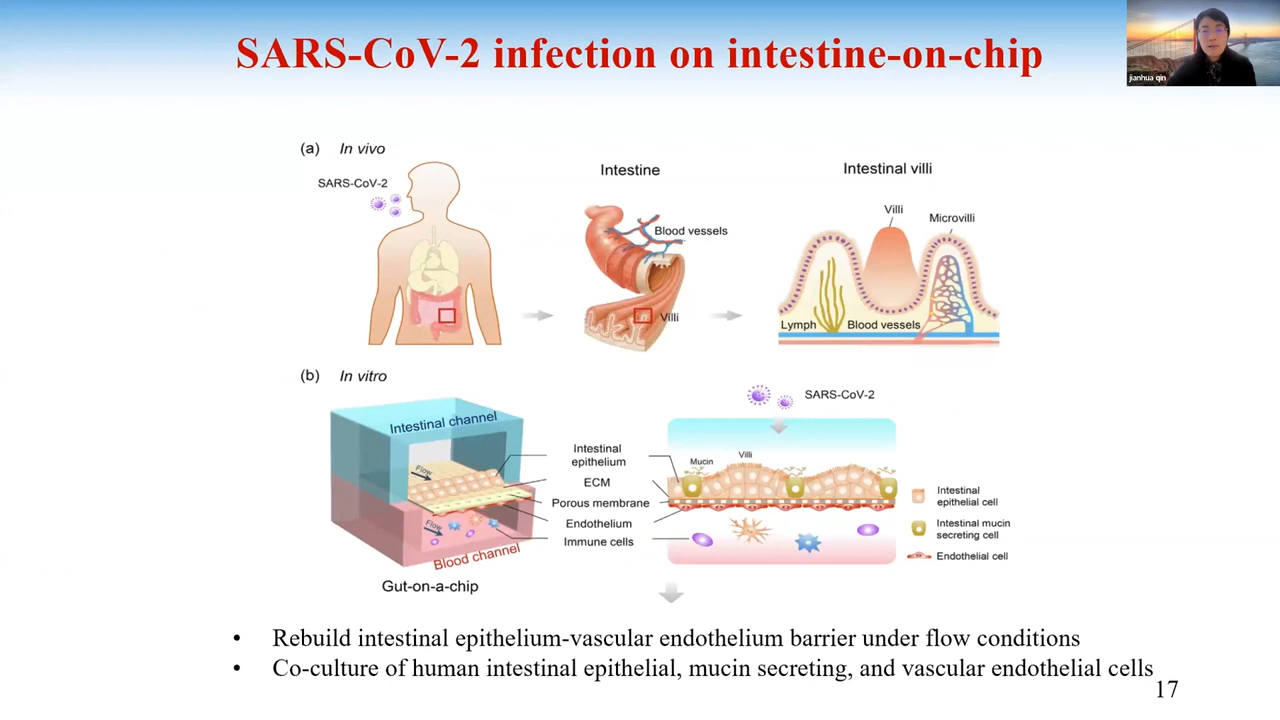 SARS-CoV-2 infection on intestine-on-chip
jianhua qin
(a) In vivo
SARS-CoV-2
Intestine
Blood vessels
Villi
Intestinal villi
Villi
Microvilli
Lymph
Blood vessels
(b) In vitro
Intestinal channel
Flow
Flow
Blood channel
Gut-on-a-chip
Intestinal
epithelium
ECM
Porous membrane
Endothelium
Immune cells
SARS-CoV-2
Mucin
Villi
Intestinal
epithelial cell
Intestinal mucin
secreting cell
Endothelial cell
• Rebuild intestinal epithelium-vascular endothelium barrier under flow conditions
• Co-culture of human intestinal epithelial, mucin secreting, and vascular endothelial cells
17